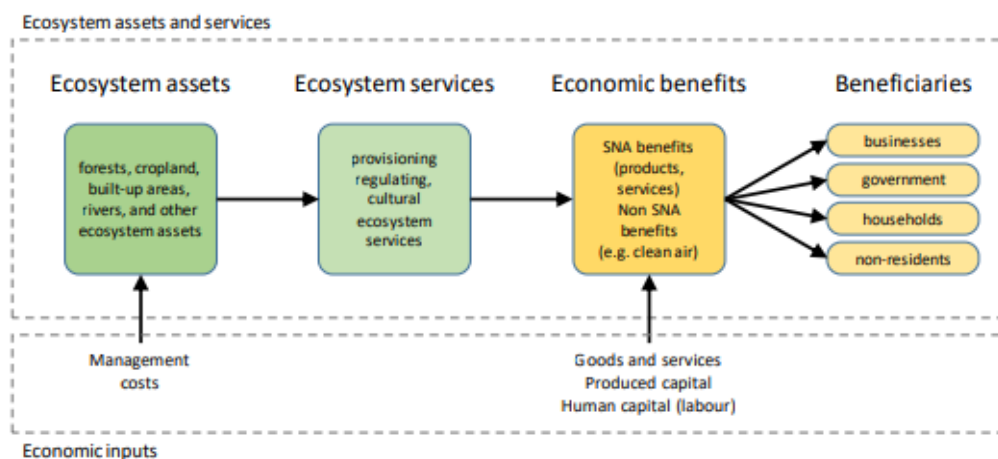 Ecosystem assets and services
Ecosystem assets
Ecosystem services
Economic benefits
Beneficiaries
forests, cropland,
built-up areas,
rivers, and other
ecosystem assets
provisioning
regulating,
cultural
ecosystem
services
SNA benefits
(products,
services)
Non SNA
benefits
(e.g. clean air)
businesses
government
households
non-residents
Management
costs
Goods and services
Produced capital
Human capital (labour)
Economic inputs